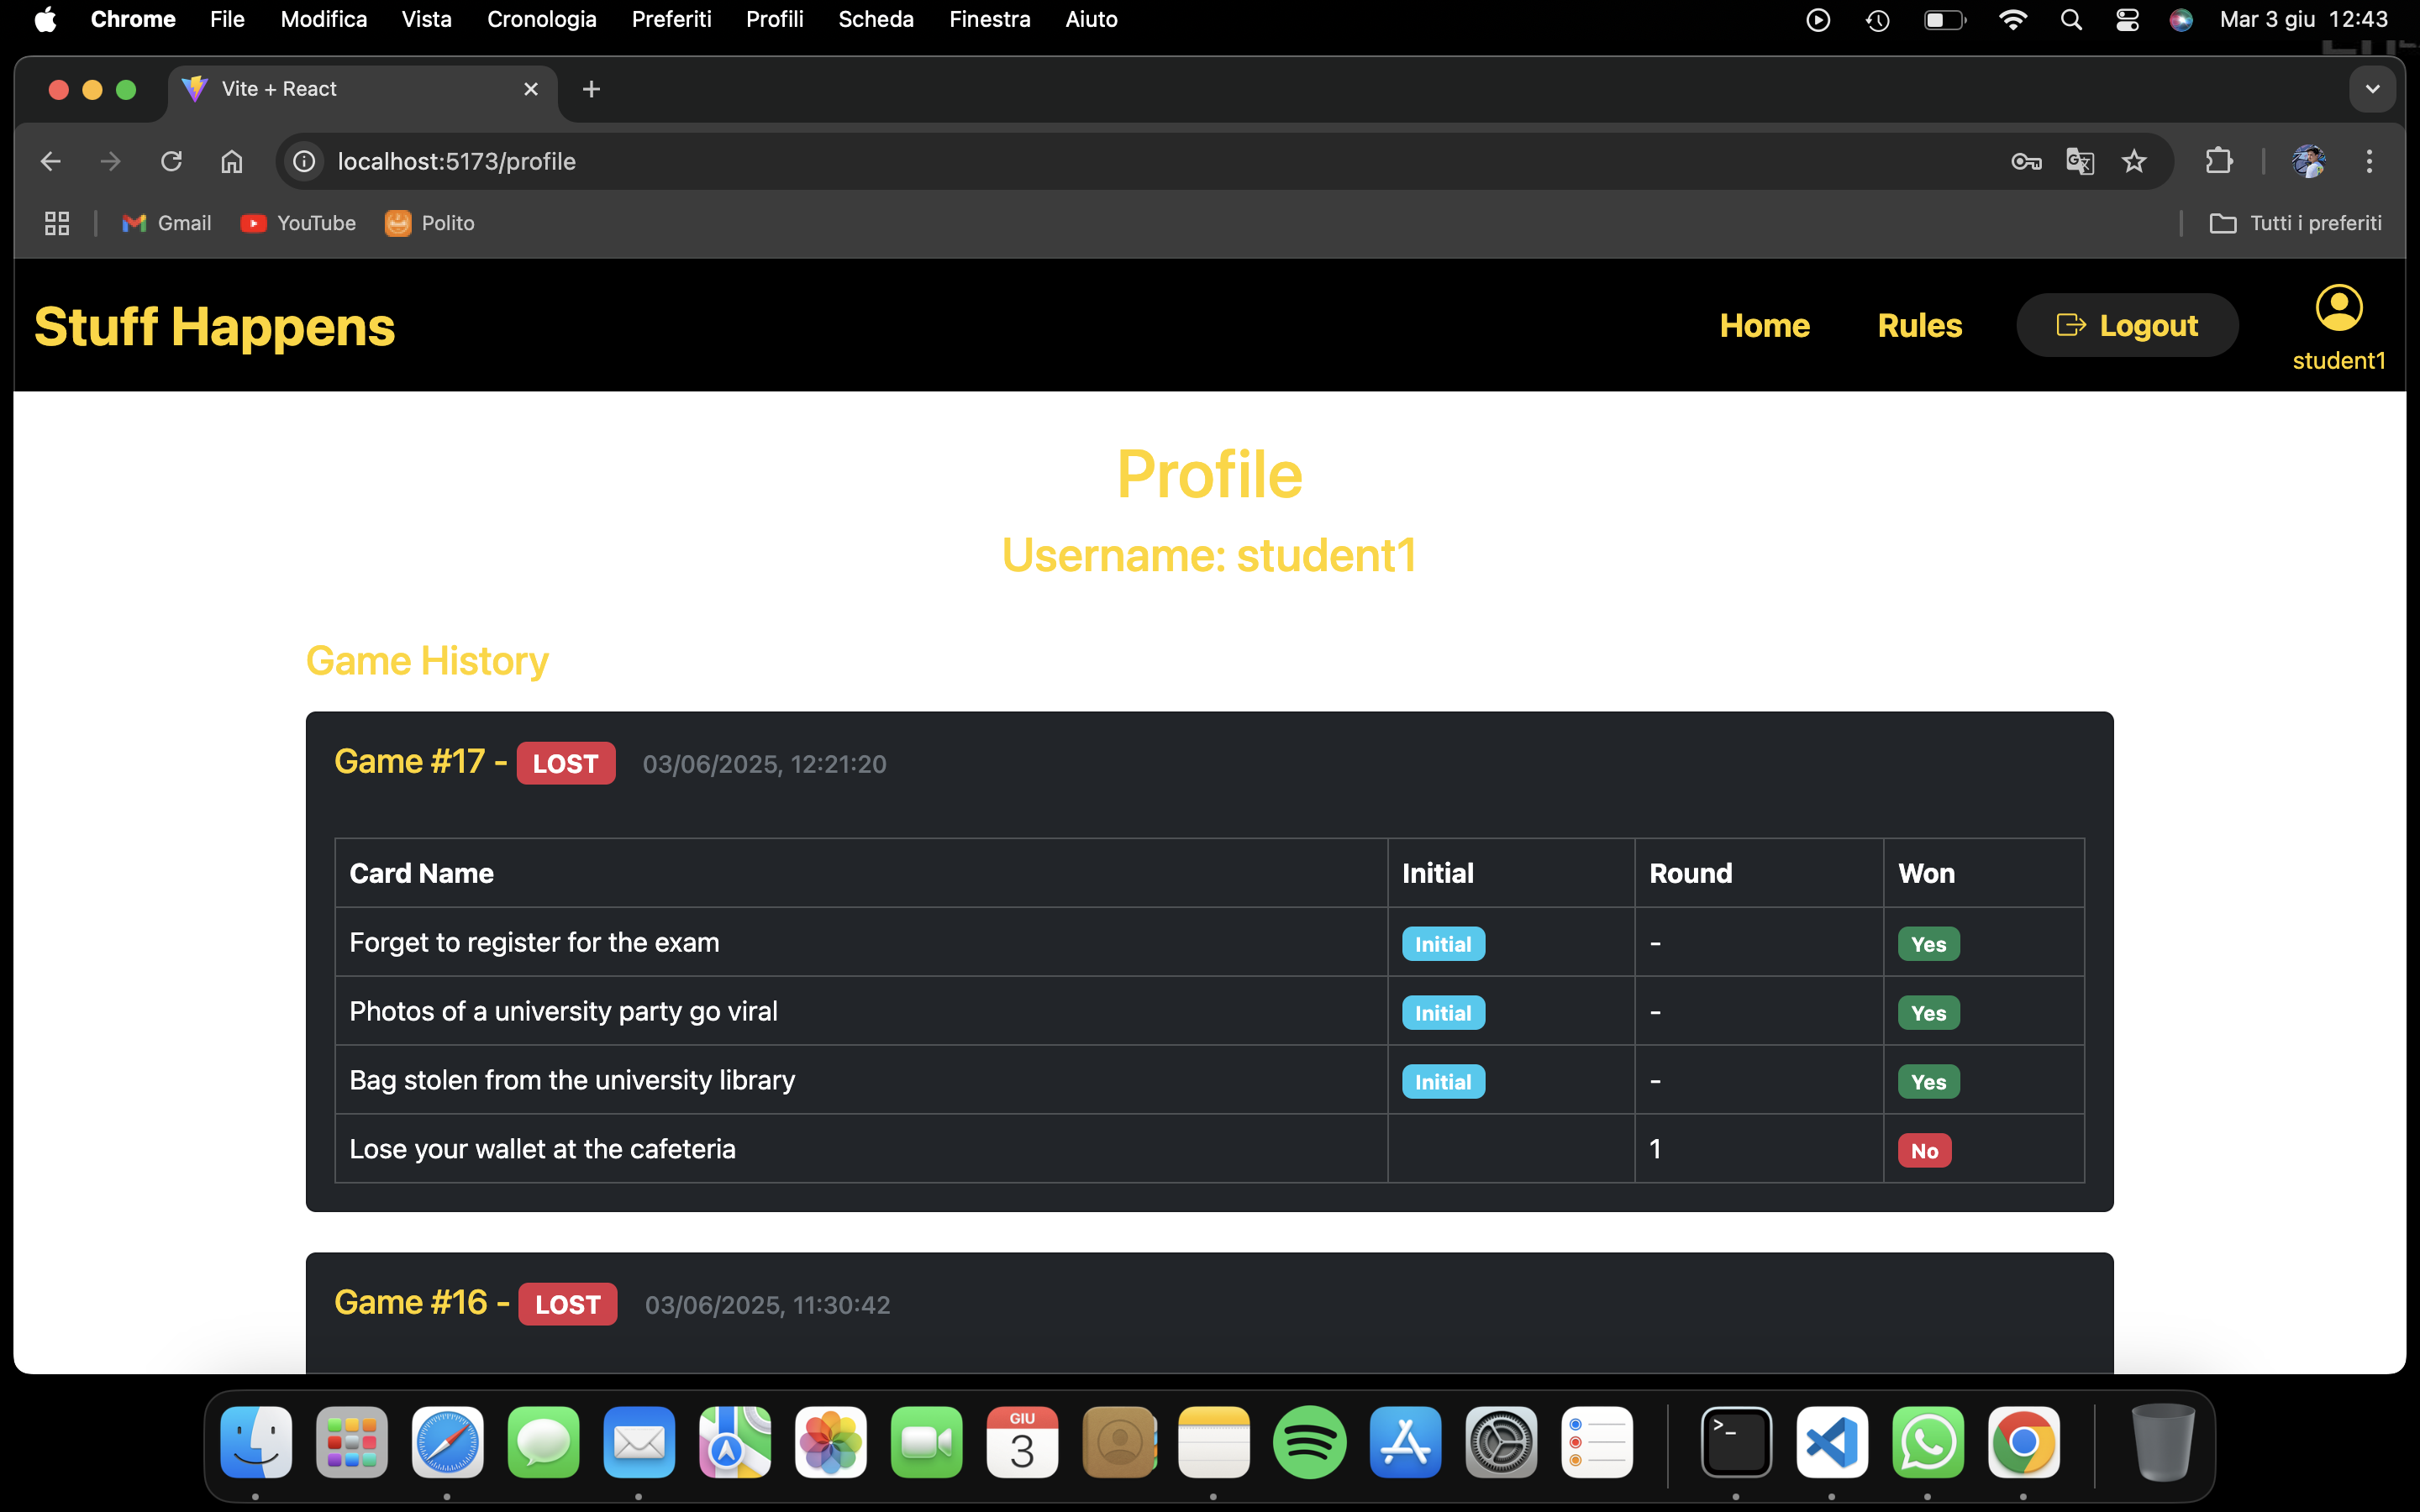 Chrome File Modifica Vista Cronologia Preferiti Profili Scheda Finestra Aiuto Mar 3 giu 12:43
Vite + React
localhost:5173/profile
Gmail YouTube Polito Tutti i preferiti
Stuff Happens Home Rules Logout
student1
Profile
Username: student1
Game History
Game #17 - LOST 03/06/2025, 12:21:20
Card Name Initial Round Won
Forget to register for the exam Initial - Yes
Photos of a university party go viral Initial - Yes
Bag stolen from the university library Initial - Yes
Lose your wallet at the cafeteria 1 No
Game #16 - LOST 03/06/2025, 11:30:42
GIU
3